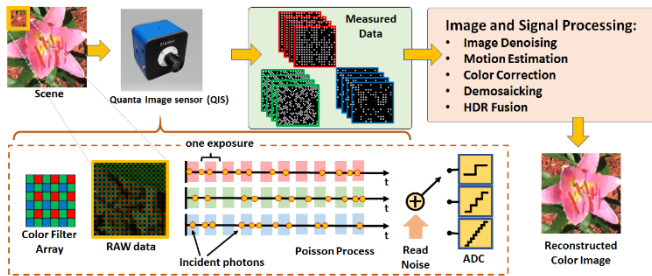 Scene
Quanta Image sensor (QIS)
Measured
Data
Image and Signal Processing:
• Image Denoising
• Motion Estimation
• Color Correction
• Demosaicking
• HDR Fusion
one exposure
t
t
t
Color Filter
Array
RAW data
Incident photons
Poisson Process
Read
Noise
ADC
Reconstructed
Color Image